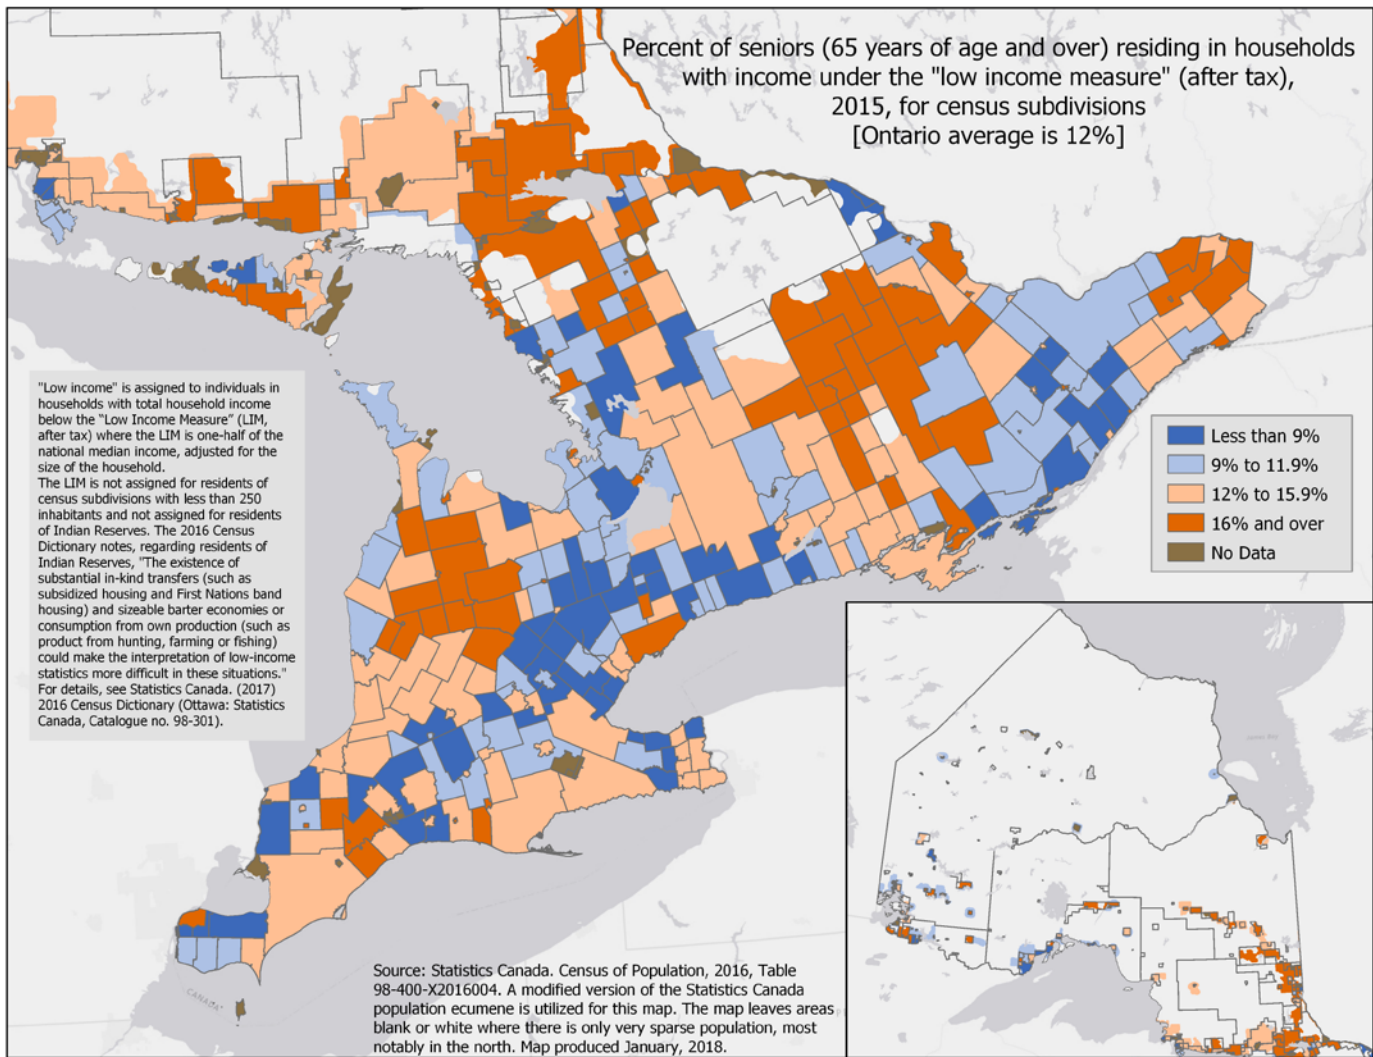 Percent of seniors (65 years of age and over) residing in households
with income under the "low income measure" (after tax),
2015, for census subdivisions
[Ontario average is 12%]
"Low income" is assigned to individuals in
households with total household income
below the "Low Income Measure" (LIM,
after tax) where the LIM is one-half of the
national median income, adjusted for the
size of the household.
The LIM is not assigned for residents of
census subdivisions with less than 250
inhabitants and not assigned for residents
of Indian Reserves. The 2016 Census
Dictionary notes, regarding residents of
Indian Reserves, "The existence of
substantial in-kind transfers (such as
subsidized housing and First Nations band
housing) and sizeable barter economies or
consumption from own production (such as
product from hunting, farming or fishing)
could make the interpretation of low-income
statistics more difficult in these situations."
For details, see Statistics Canada. (2017)
2016 Census Dictionary (Ottawa: Statistics
Canada, Catalogue no. 98-301).
Less than 9%
9% to 11.9%
12% to 15.9%
16% and over
No Data
CANADA
Source: Statistics Canada. Census of Population, 2016, Table
98-400-X2016004. A modified version of the Statistics Canada
population ecumene is utilized for this map. The map leaves areas
blank or white where there is only very sparse population, most
notably in the north. Map produced January, 2018.